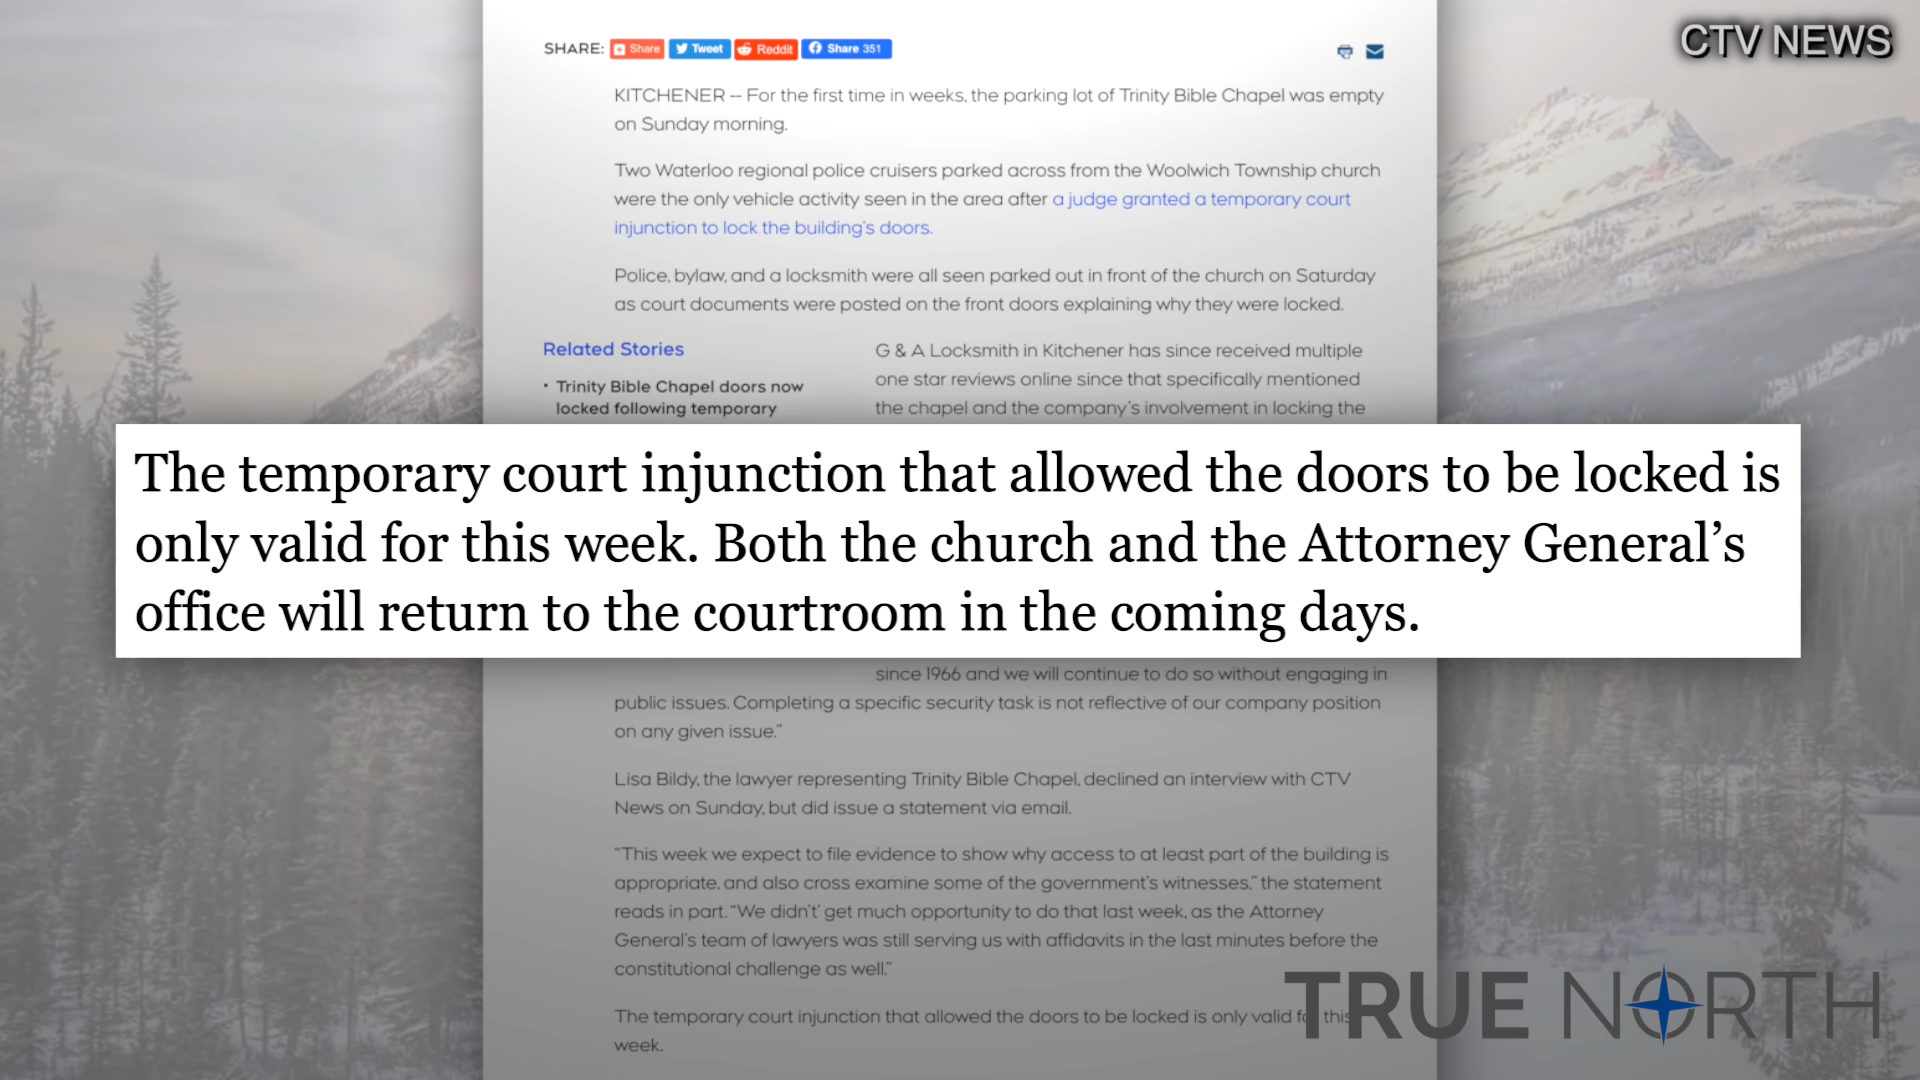 CTV NEWS
SHARE: Share Tweet Reddit Share 351
KITCHENER -- For the first time in weeks, the parking lot of Trinity Bible Chapel was empty
on Sunday morning.
Two Waterloo regional police cruisers parked across from the Woolwich Township church
were the only vehicle activity seen in the area after a judge granted a temporary court
injunction to lock the building's doors.
Police, bylaw, and a locksmith were all seen parked out in front of the church on Saturday
as court documents were posted on the front doors explaining why they were locked.
Related Stories
• Trinity Bible Chapel doors now
locked following temporary
G & A Locksmith in Kitchener has since received multiple
one star reviews online since that specifically mentioned
the chapel and the company's involvement in locking the
The temporary court injunction that allowed the doors to be locked is
only valid for this week. Both the church and the Attorney General’s
office will return to the courtroom in the coming days.
since 1966 and we will continue to do so without engaging in
public issues. Completing a specific security task is not reflective of our company position
on any given issue."
Lisa Bildy, the lawyer representing Trinity Bible Chapel, declined an interview with CTV
News on Sunday, but did issue a statement via email.
"This week we expect to file evidence to show why access to at least part of the building is
appropriate, and also cross examine some of the government's witnesses," the statement
reads in part. "We didn't' get much opportunity to do that last week, as the Attorney
General's team of lawyers was still serving us with affidavits in the last minutes before the
constitutional challenge as well."
The temporary court injunction that allowed the doors to be locked is only valid for this
week.
TRUE NORTH